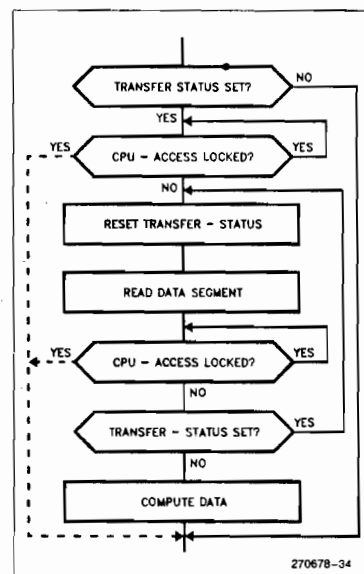 TRANSFER STATUS SET?
NO
YES
YES
CPU - ACCESS LOCKED?
YES
NO
RESET TRANSFER - STATUS
READ DATA SEGMENT
YES
CPU - ACCESS LOCKED?
YES
NO
TRANSFER - STATUS SET?
YES
NO
COMPUTE DATA
270678-34